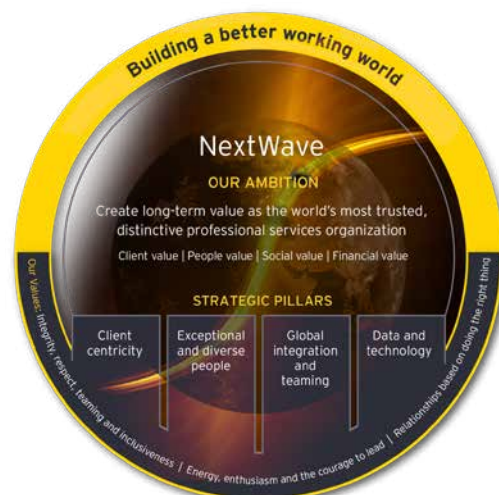 Building a better working world
NextWave
OUR AMBITION
Create long-term value as the world's most trusted,
distinctive professional services organization
Client value | People value | Social value | Financial value
STRATEGIC PILLARS
Client
centricity
Exceptional
and diverse
people
Global
integration
and
teaming
Data and
technology
Our Values: Integrity, respect, teaming and inclusiveness | Energy, enthusiasm and the courage to lead | Relationships based on doing the right thing